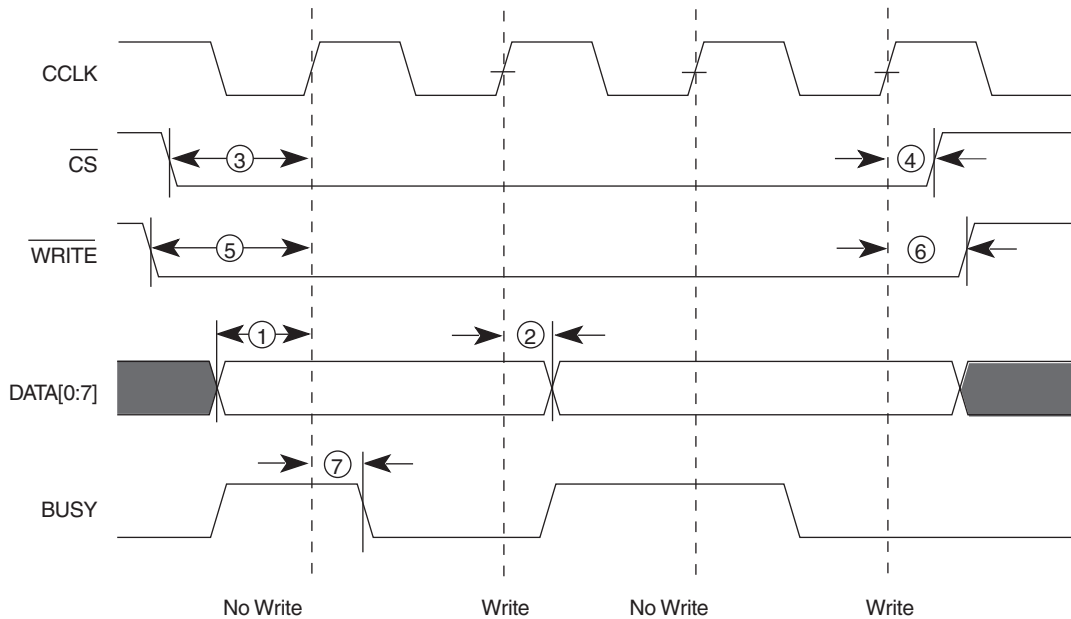 CCLK
CS
③
④
WRITE
⑤
⑥
①
②
DATA[0:7]
⑦
BUSY
No Write
Write
No Write
Write